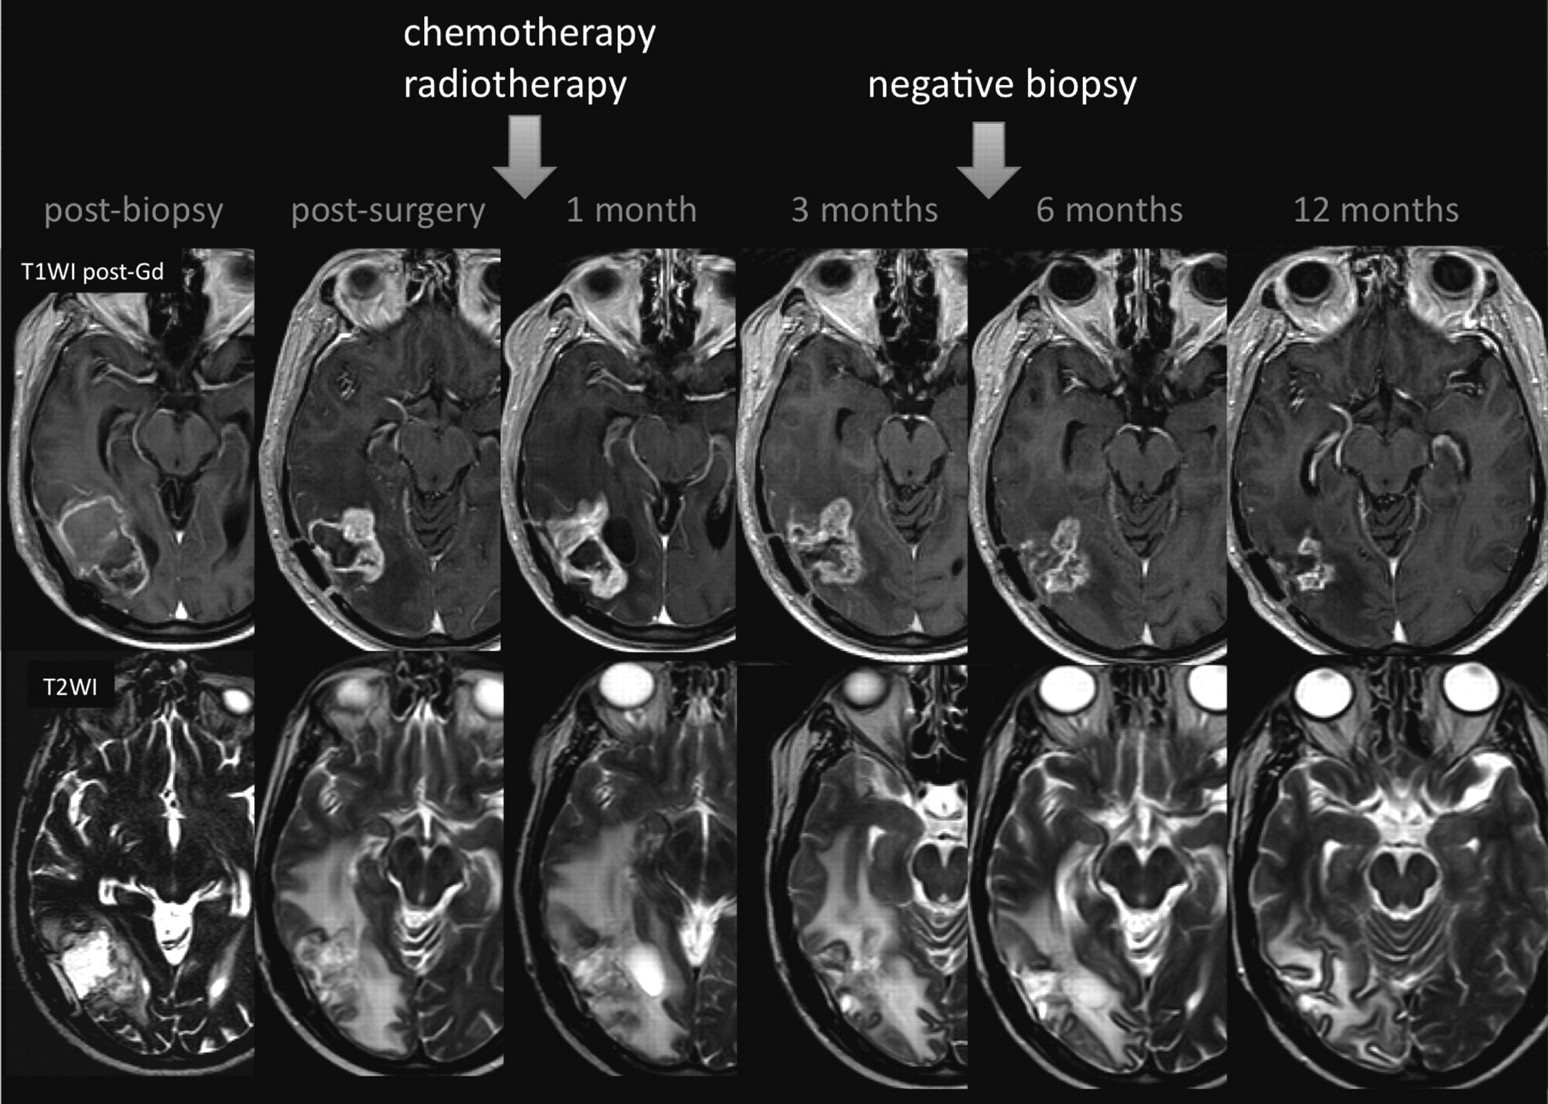 chemotherapy
radiotherapy
negative biopsy
post-biopsy
post-surgery
1 month
3 months
6 months
12 months
T1WI post-Gd
T2WI